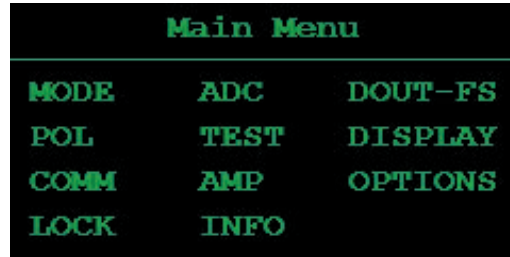 Main Menu
MODE ADC DOUT-FS
POL TEST DISPLAY
COMM AMP OPTIONS
LOCK INFO